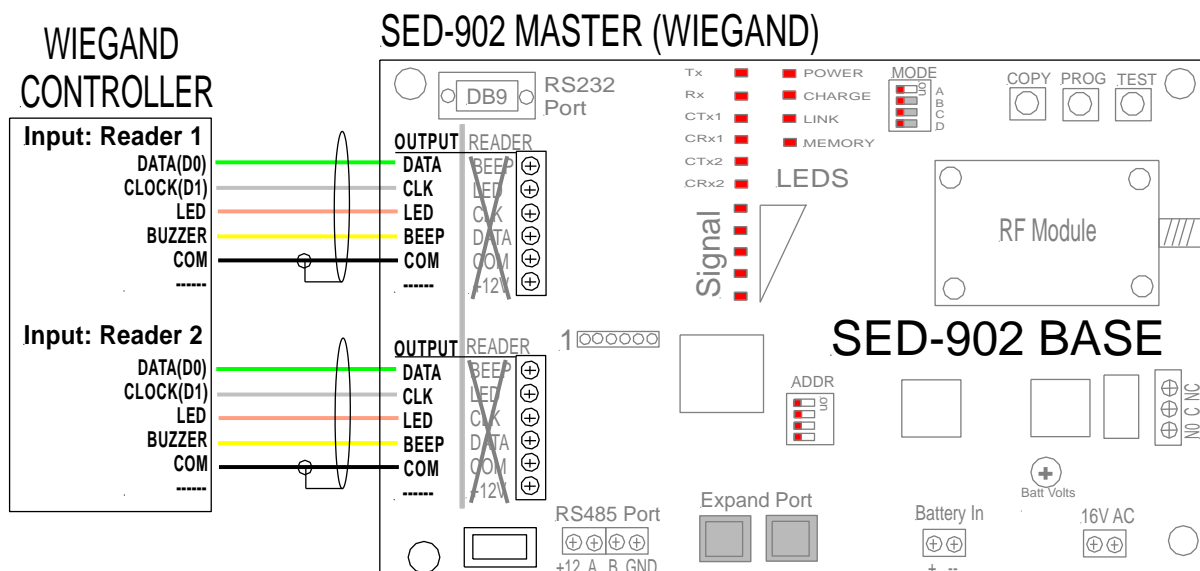 WIEGAND
CONTROLLER
Input: Reader 1
DATA(D0)
CLOCK(D1)
LED
BUZZER
COM
------
Input: Reader 2
DATA(D0)
CLOCK(D1)
LED
BUZZER
COM
------
SED-902 MASTER (WIEGAND)
DB9
RS232
Port
OUTPUT READER
DATA BEEP
CLK LED
LED CLK
BEEP DATA
COM COM
------ +12V
OUTPUT READER
DATA BEEP
CLK LED
LED CLK
BEEP DATA
COM COM
------ +12V
Tx
Rx
CTx1
CRx1
CTx2
CRx2
POWER
CHARGE
LINK
MEMORY
LEDS
Signal
MODE
on
A
B
C
D
COPY PROG TEST
RF Module
SED-902 BASE
1
ADDR
on
N0 C NC
Batt Volts
RS485 Port
+12 A B GND
Expand Port
Battery In
+ --
16V AC